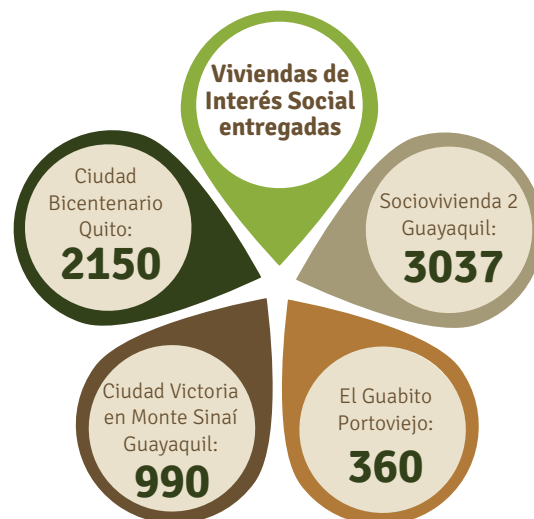 Viviendas de
Interés Social
entregadas
Ciudad
Bicentenario
Quito:
2150
Sociovivienda 2
Guayaquil:
3037
Ciudad Victoria
en Monte Sinaí
Guayaquil:
990
El Guabito
Portoviejo:
360